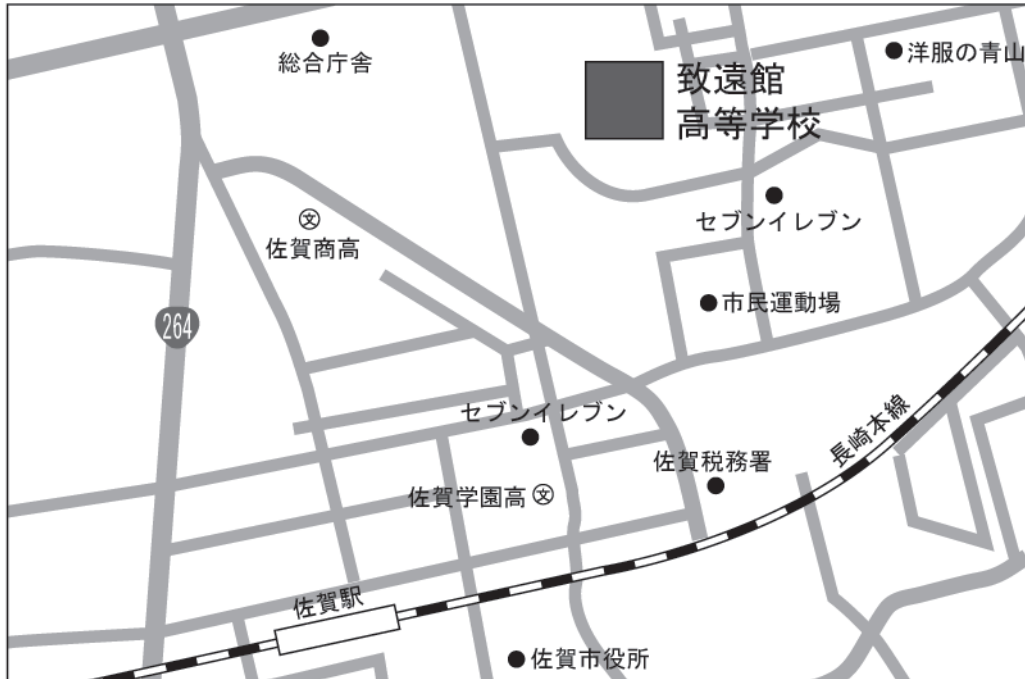 総合庁舎
洋服の青山
致遠館
高等学校
文
佐賀商高
セブンイレブン
市民運動場
264
セブンイレブン
長崎本線
佐賀税務署
佐賀学園高 文
佐賀駅
佐賀市役所